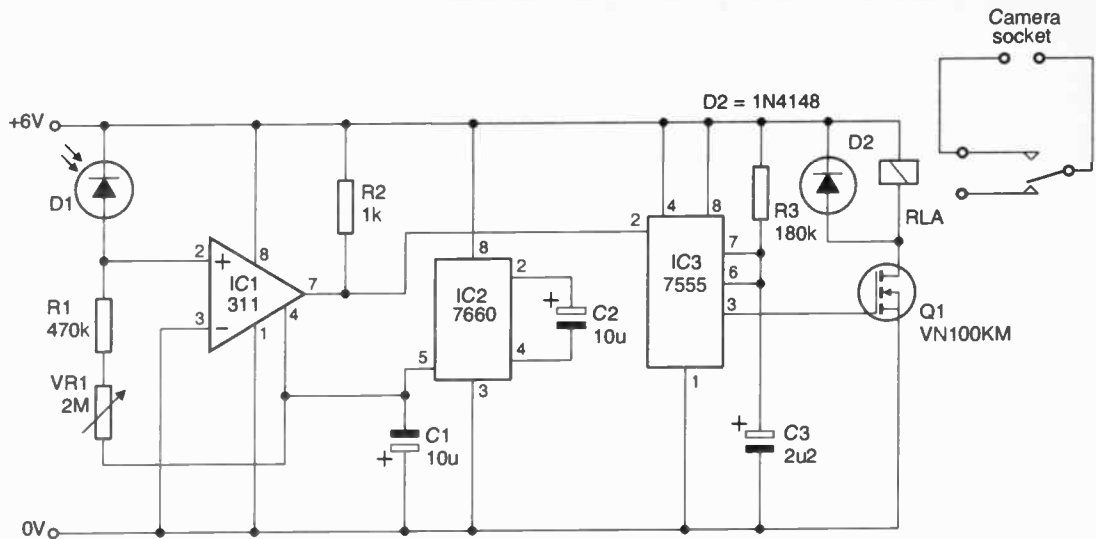 Camera
socket
D2 = 1N4148
+6V
D1
R2
1k
D2
RLA
R3
180k
2
3
+
−
IC1
311
8
7
4
1
R1
470k
VR1
2M
8
IC2
7660
2
4
5
3
+
C2
10u
+
C1
10u
2
4
8
IC3
7555
7
6
3
1
Q1
VN100KM
+
C3
2u2
0V